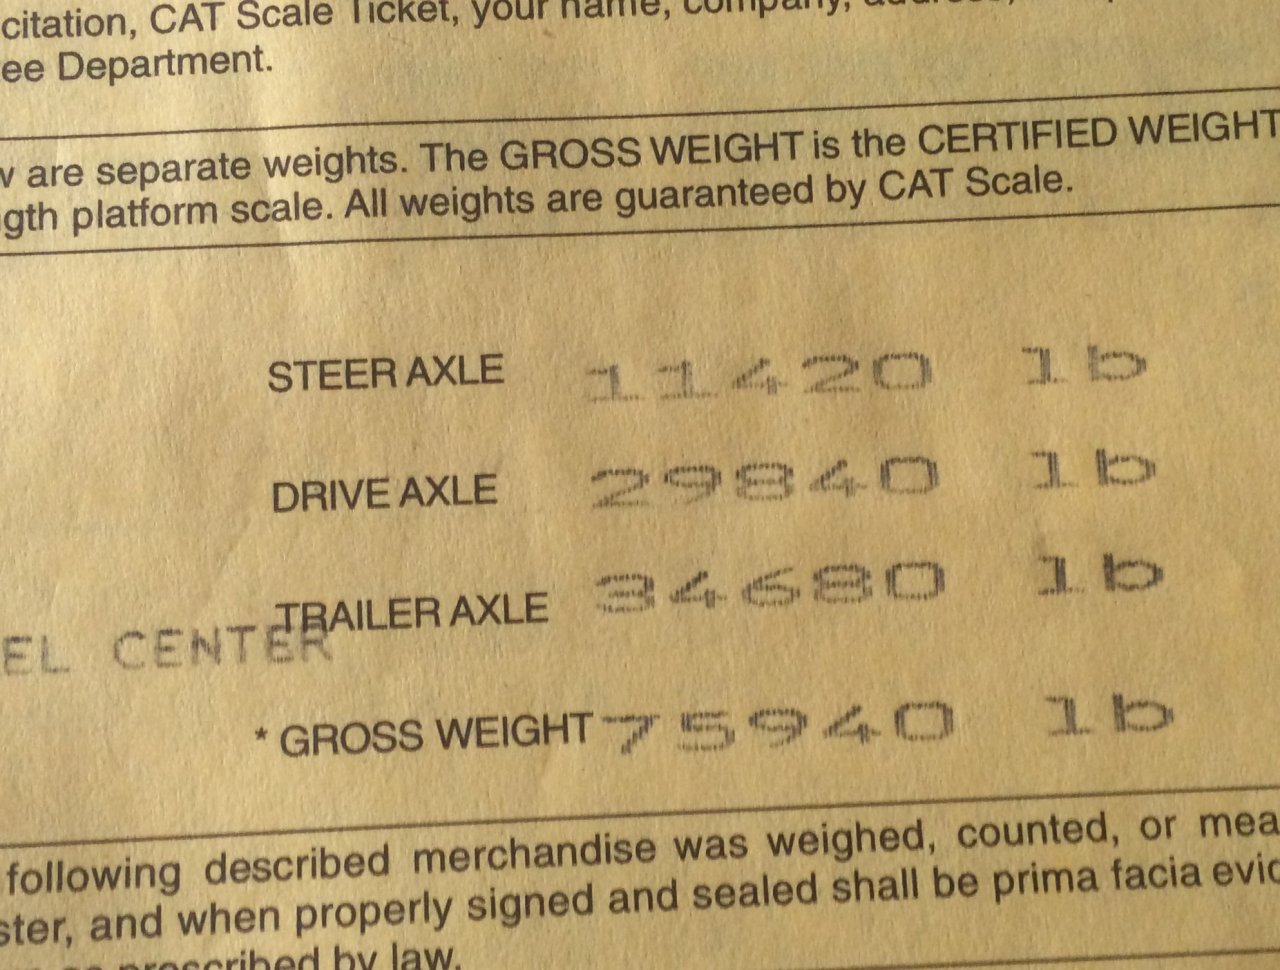 citation, CAT Scale Ticket, your name, company,
ee Department.
w are separate weights. The GROSS WEIGHT is the CERTIFIED WEIGHT
gth platform scale. All weights are guaranteed by CAT Scale.
STEER AXLE 11420 lb
DRIVE AXLE 29840 lb
TRAILER AXLE 34680 lb
EL CENTER
* GROSS WEIGHT 75940 lb
following described merchandise was weighed, counted, or mea
ster, and when properly signed and sealed shall be prima facia evic
as prescribed by law.